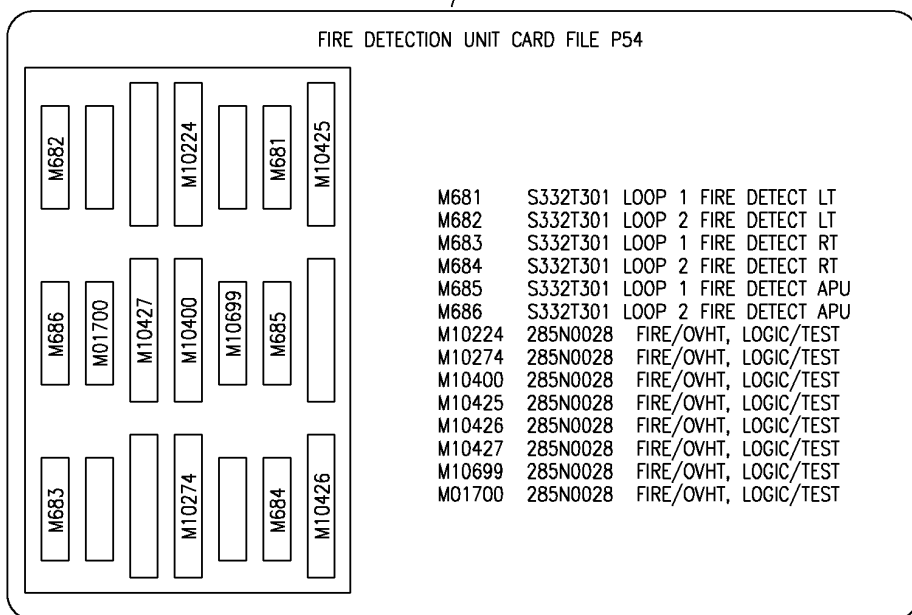 FIRE DETECTION UNIT CARD FILE P54
M682
M10224
M681
M10425
M686
M01700
M10427
M10400
M10699
M685
M683
M10274
M684
M10426
M681 S332T301 LOOP 1 FIRE DETECT LT
M682 S332T301 LOOP 2 FIRE DETECT LT
M683 S332T301 LOOP 1 FIRE DETECT RT
M684 S332T301 LOOP 2 FIRE DETECT RT
M685 S332T301 LOOP 1 FIRE DETECT APU
M686 S332T301 LOOP 2 FIRE DETECT APU
M10224 285N0028 FIRE/OVHT, LOGIC/TEST
M10274 285N0028 FIRE/OVHT, LOGIC/TEST
M10400 285N0028 FIRE/OVHT, LOGIC/TEST
M10425 285N0028 FIRE/OVHT, LOGIC/TEST
M10426 285N0028 FIRE/OVHT, LOGIC/TEST
M10427 285N0028 FIRE/OVHT, LOGIC/TEST
M10699 285N0028 FIRE/OVHT, LOGIC/TEST
M01700 285N0028 FIRE/OVHT, LOGIC/TEST